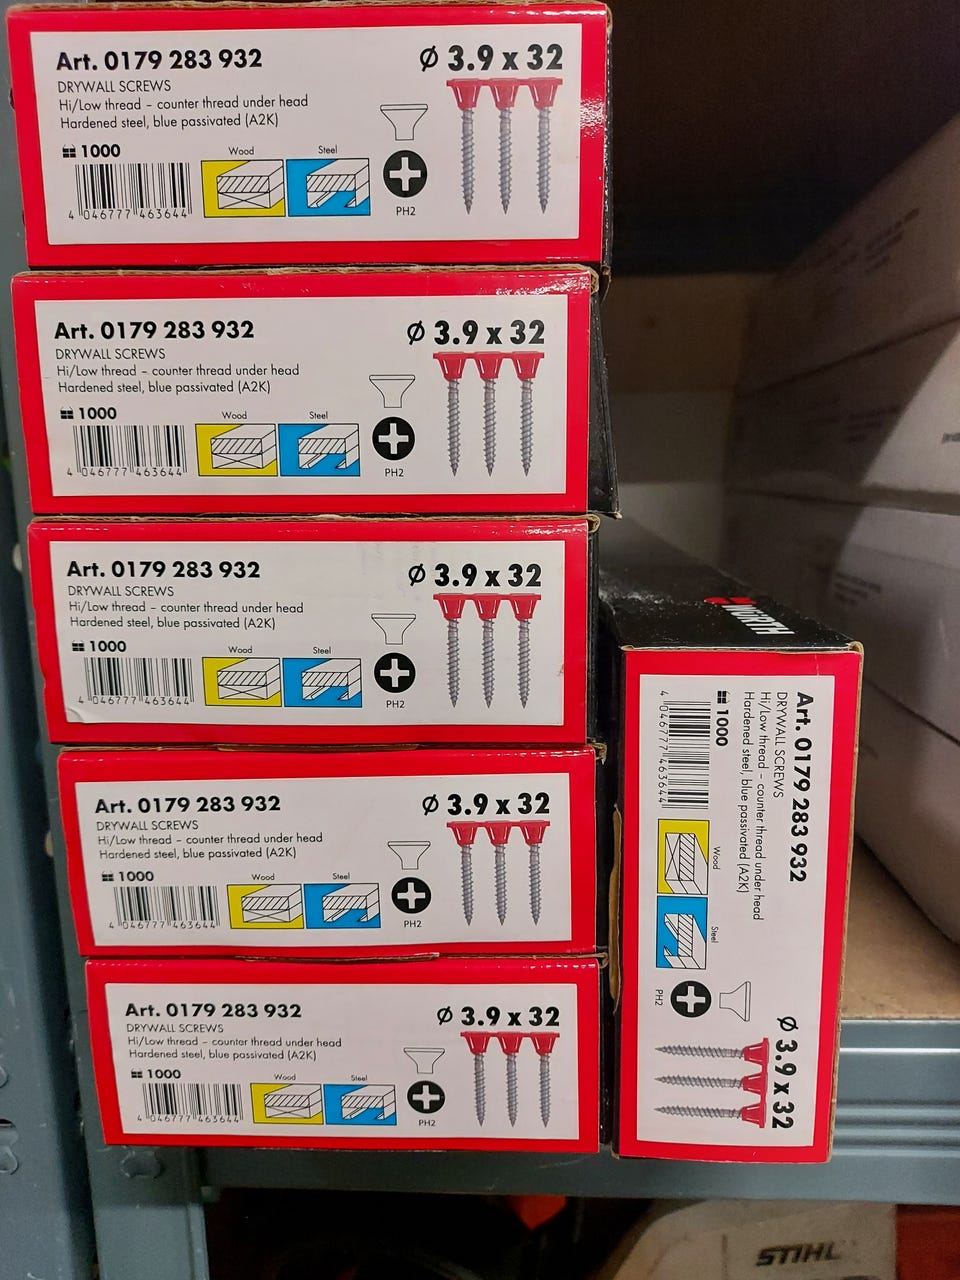 Art. 0179 283 932
Ø 3.9 x 32
DRYWALL SCREWS
Hi/Low thread – counter thread under head
Hardened steel, blue passivated (A2K)
1000
Wood
Steel
4 046777 463644
PH2
Art. 0179 283 932
Ø 3.9 x 32
DRYWALL SCREWS
Hi/Low thread – counter thread under head
Hardened steel, blue passivated (A2K)
1000
Wood
Steel
4 046777 463644
PH2
Art. 0179 283 932
Ø 3.9 x 32
DRYWALL SCREWS
Hi/Low thread – counter thread under head
Hardened steel, blue passivated (A2K)
1000
Wood
Steel
4 046777 463644
PH2
Art. 0179 283 932
Ø 3.9 x 32
DRYWALL SCREWS
Hi/Low thread – counter thread under head
Hardened steel, blue passivated (A2K)
1000
Wood
Steel
4 046777 463644
PH2
Art. 0179 283 932
Ø 3.9 x 32
DRYWALL SCREWS
Hi/Low thread – counter thread under head
Hardened steel, blue passivated (A2K)
1000
Wood
Steel
4 046777 463644
PH2
WÜRTH
Art. 0179 283 932
Ø 3.9 x 32
DRYWALL SCREWS
Hi/Low thread – counter thread under head
Hardened steel, blue passivated (A2K)
1000
Wood
Steel
4 046777 463644
PH2
STIHL